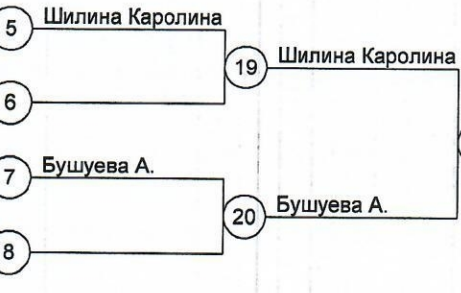 5 Шилина Каролина
19 Шилина Каролина
6
7 Бушуева А.
20 Бушуева А.
8